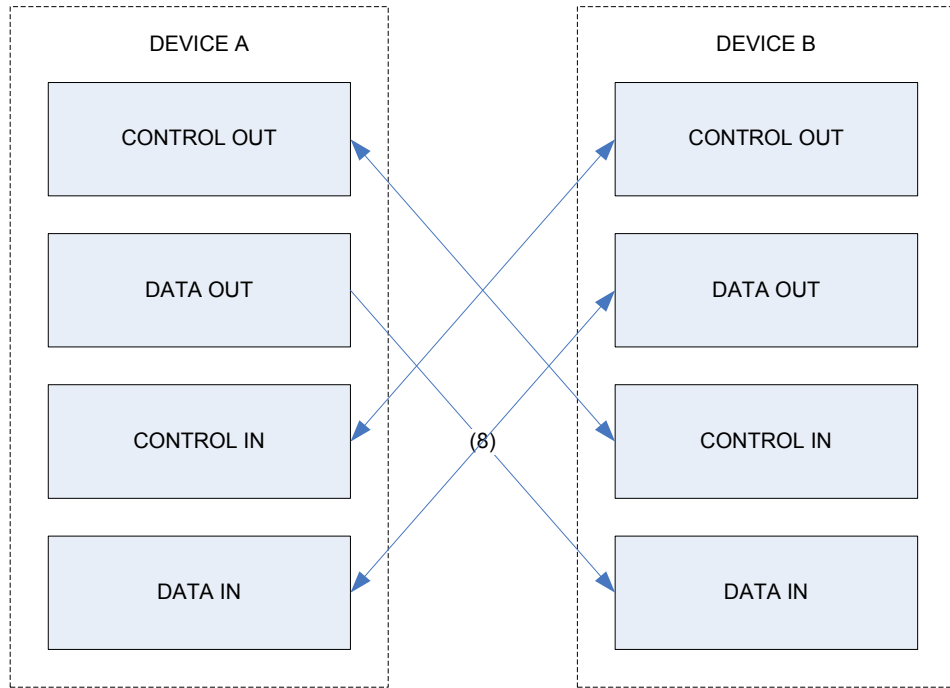 DEVICE A
CONTROL OUT
DATA OUT
CONTROL IN
DATA IN
(8)
DEVICE B
CONTROL OUT
DATA OUT
CONTROL IN
DATA IN